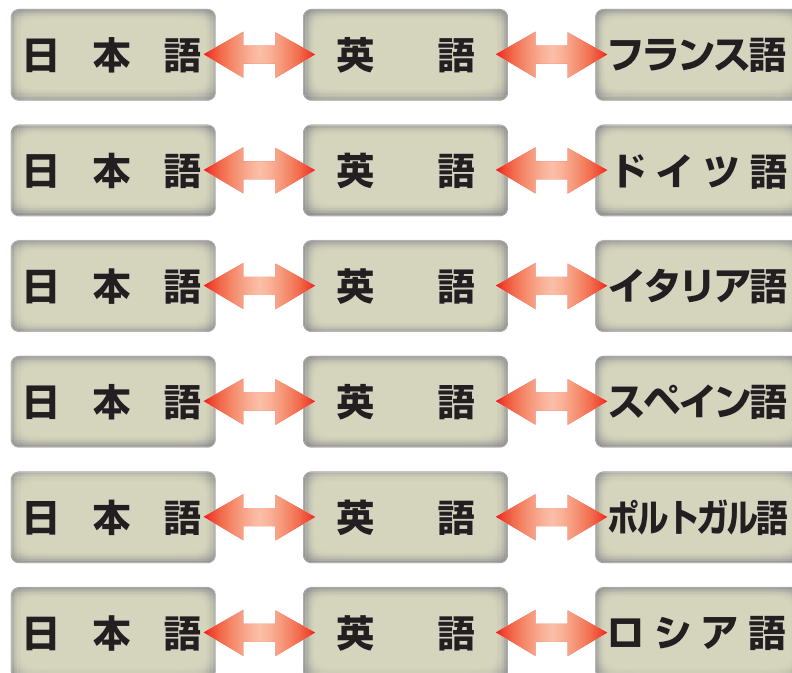 日本語 英語 フランス語
日本語 英語 ドイツ語
日本語 英語 イタリア語
日本語 英語 スペイン語
日本語 英語 ポルトガル語
日本語 英語 ロシア語